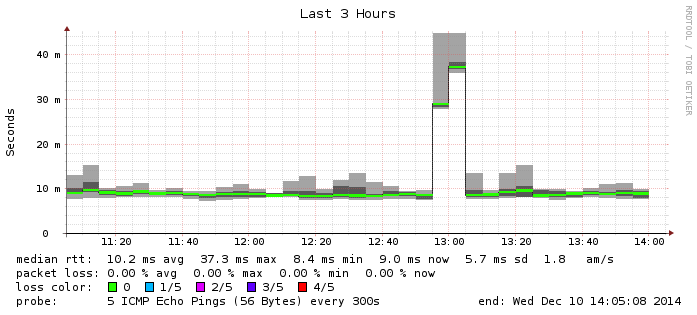 Last 3 Hours
RRDTOOL / TOBI OETIKER
Seconds
40 m
30 m
20 m
10 m
0
11:20 11:40 12:00 12:20 12:40 13:00 13:20 13:40 14:00
median rtt: 10.2 ms avg 37.3 ms max 8.4 ms min 9.0 ms now 5.7 ms sd 1.8 am/s
packet loss: 0.00 % avg 0.00 % max 0.00 % min 0.00 % now
loss color: 0 1/5 2/5 3/5 4/5
probe: 5 ICMP Echo Pings (56 Bytes) every 300s end: Wed Dec 10 14:05:08 2014